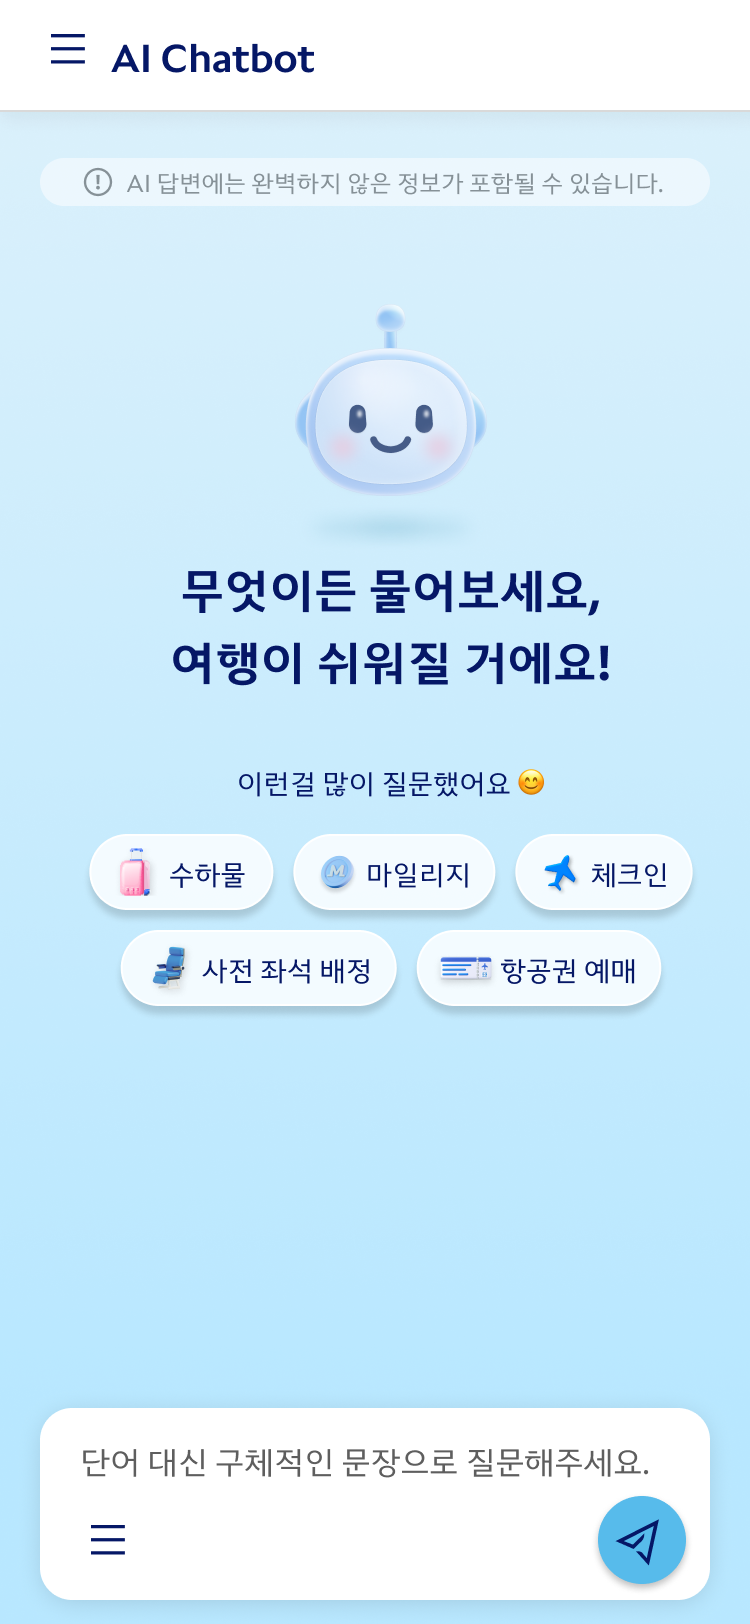 AI Chatbot
AI 답변에는 완벽하지 않은 정보가 포함될 수 있습니다.
무엇이든 물어보세요,
여행이 쉬워질 거에요!
이런걸 많이 질문했어요 😊
수하물
M 마일리지
체크인
사전 좌석 배정
항공권 예매
단어 대신 구체적인 문장으로 질문해주세요.